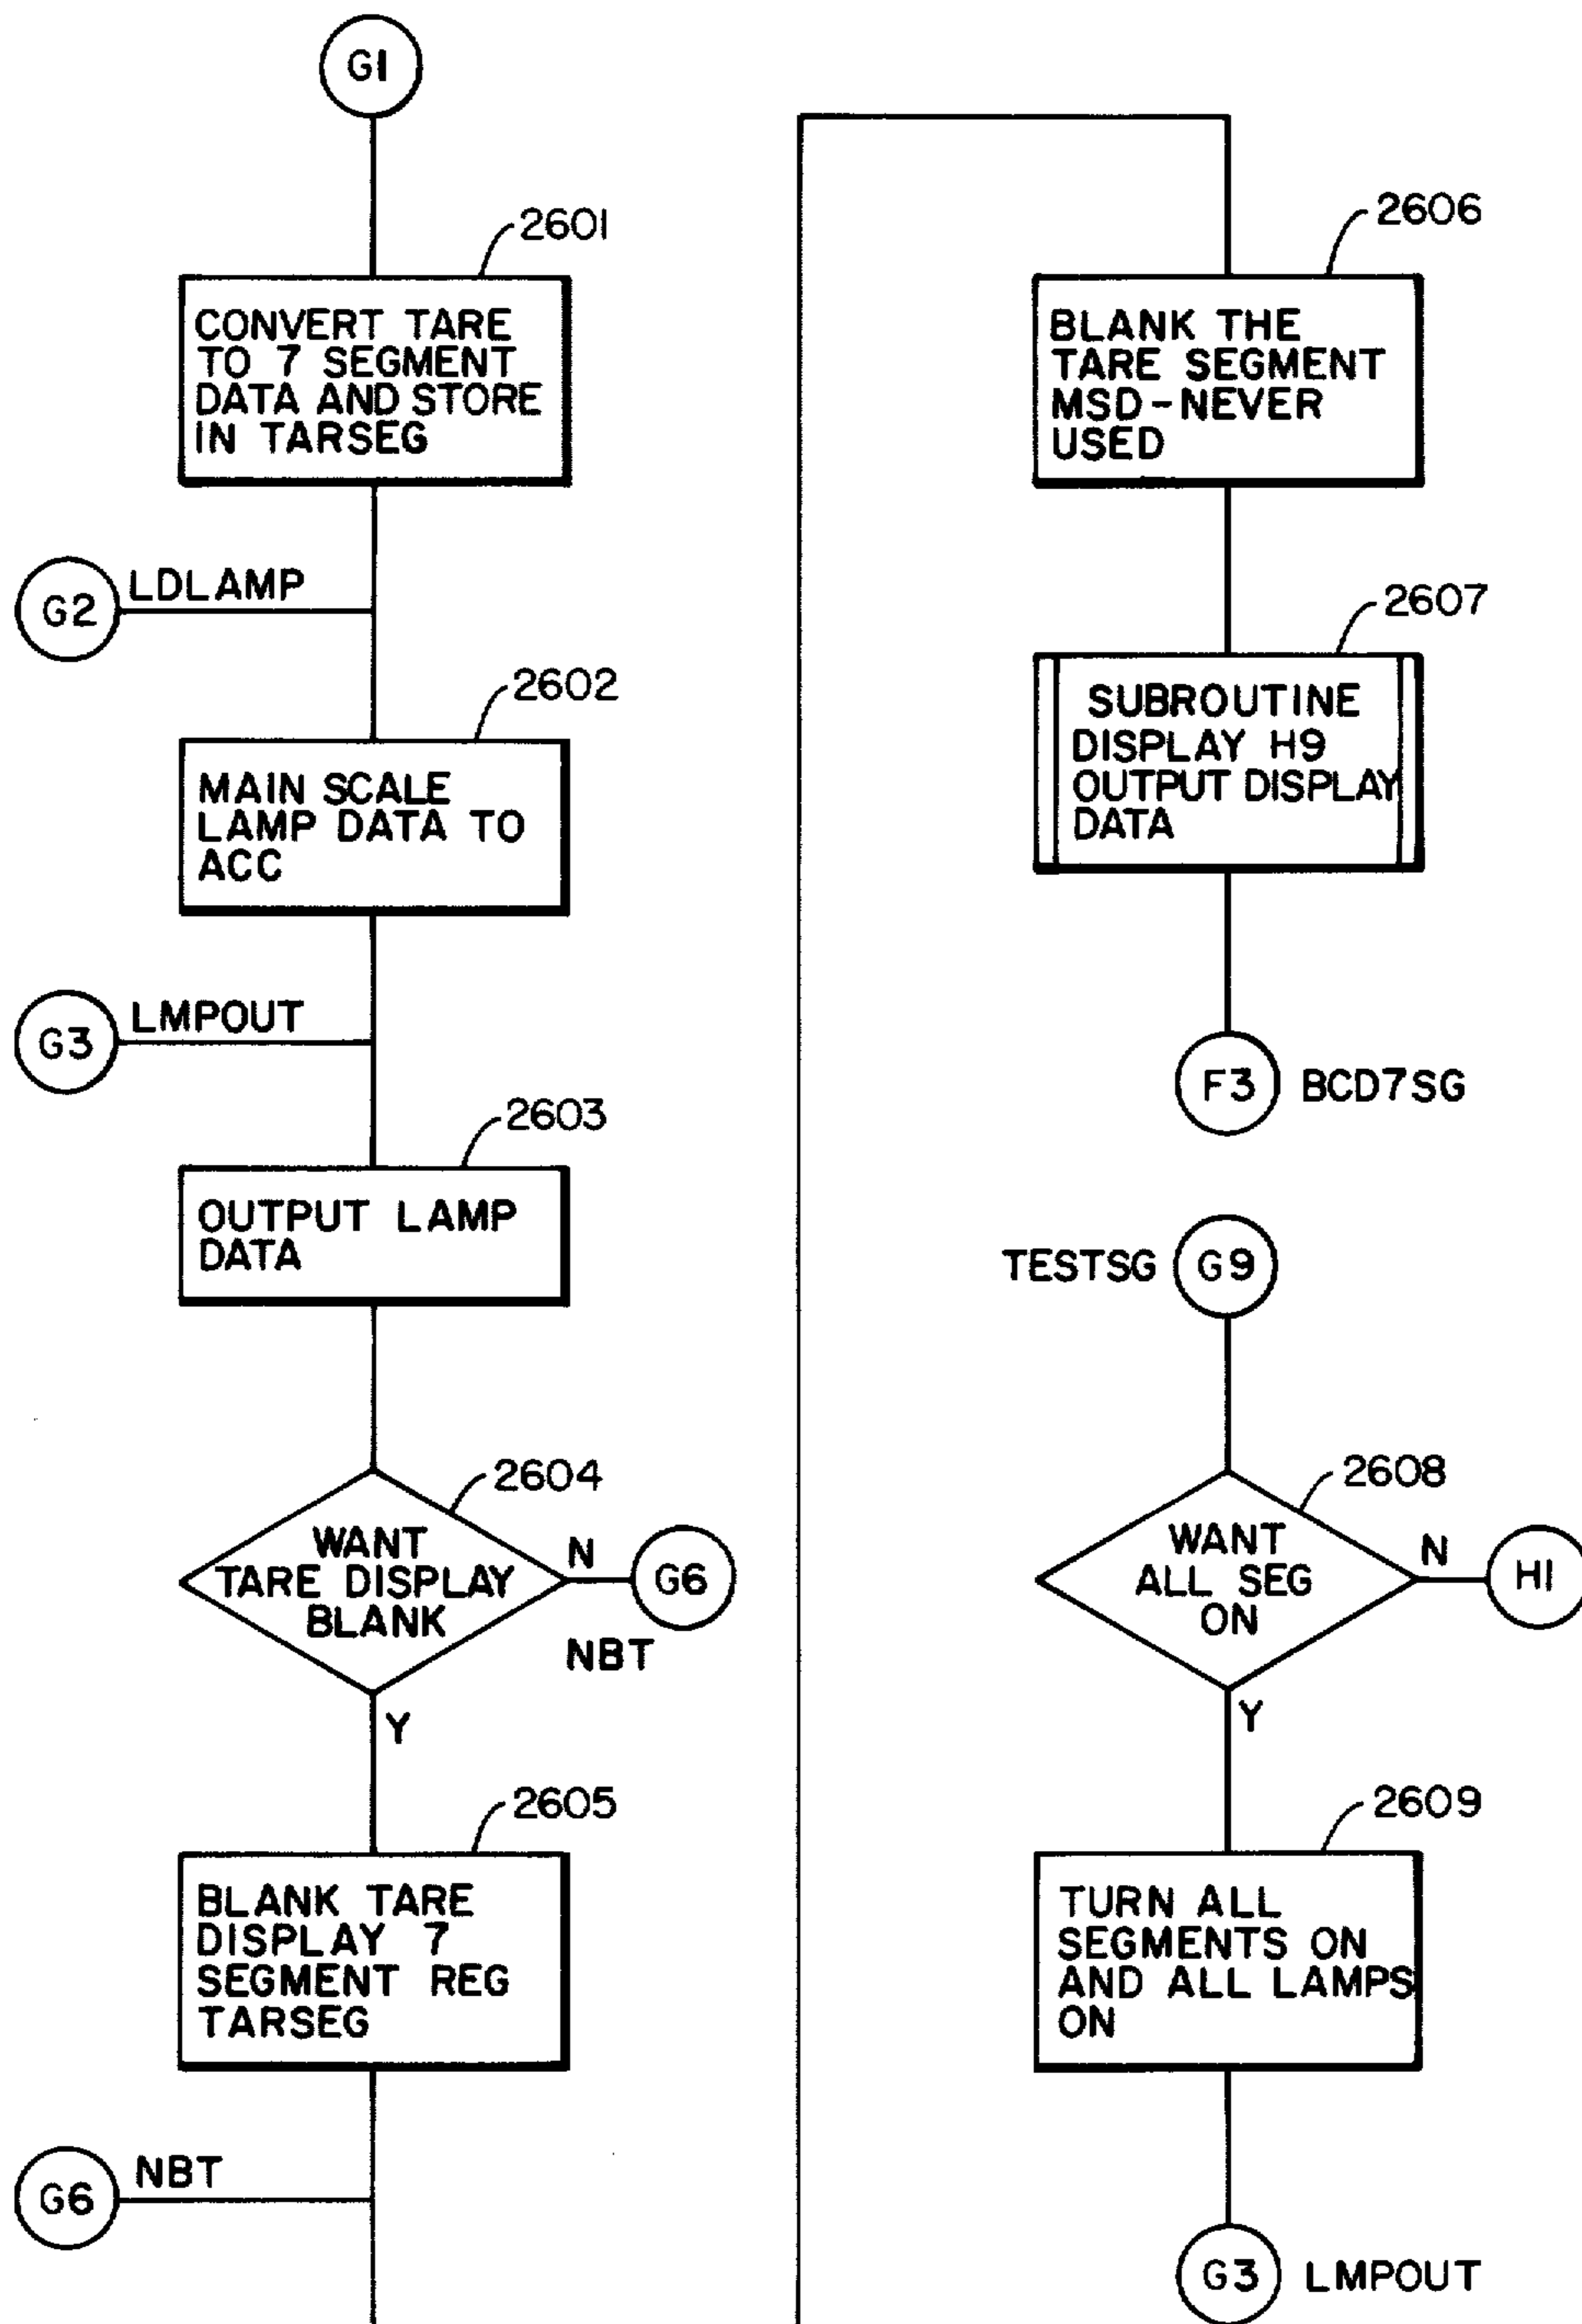 G1
2601
CONVERT TARE
TO 7 SEGMENT
DATA AND STORE
IN TARSEG
G2
LDLAMP
2602
MAIN SCALE
LAMP DATA TO
ACC
G3
LMPOUT
2603
OUTPUT LAMP
DATA
2604
WANT
TARE DISPLAY
BLANK
N
G6
NBT
Y
2605
BLANK TARE
DISPLAY 7
SEGMENT REG
TARSEG
G6
NBT
2606
BLANK THE
TARE SEGMENT
MSD-NEVER
USED
2607
SUBROUTINE
DISPLAY H9
OUTPUT DISPLAY
DATA
F3
BCD7SG
TESTSG
G9
2608
WANT
ALL SEG
ON
N
H1
Y
2609
TURN ALL
SEGMENTS ON
AND ALL LAMPS
ON
G3
LMPOUT